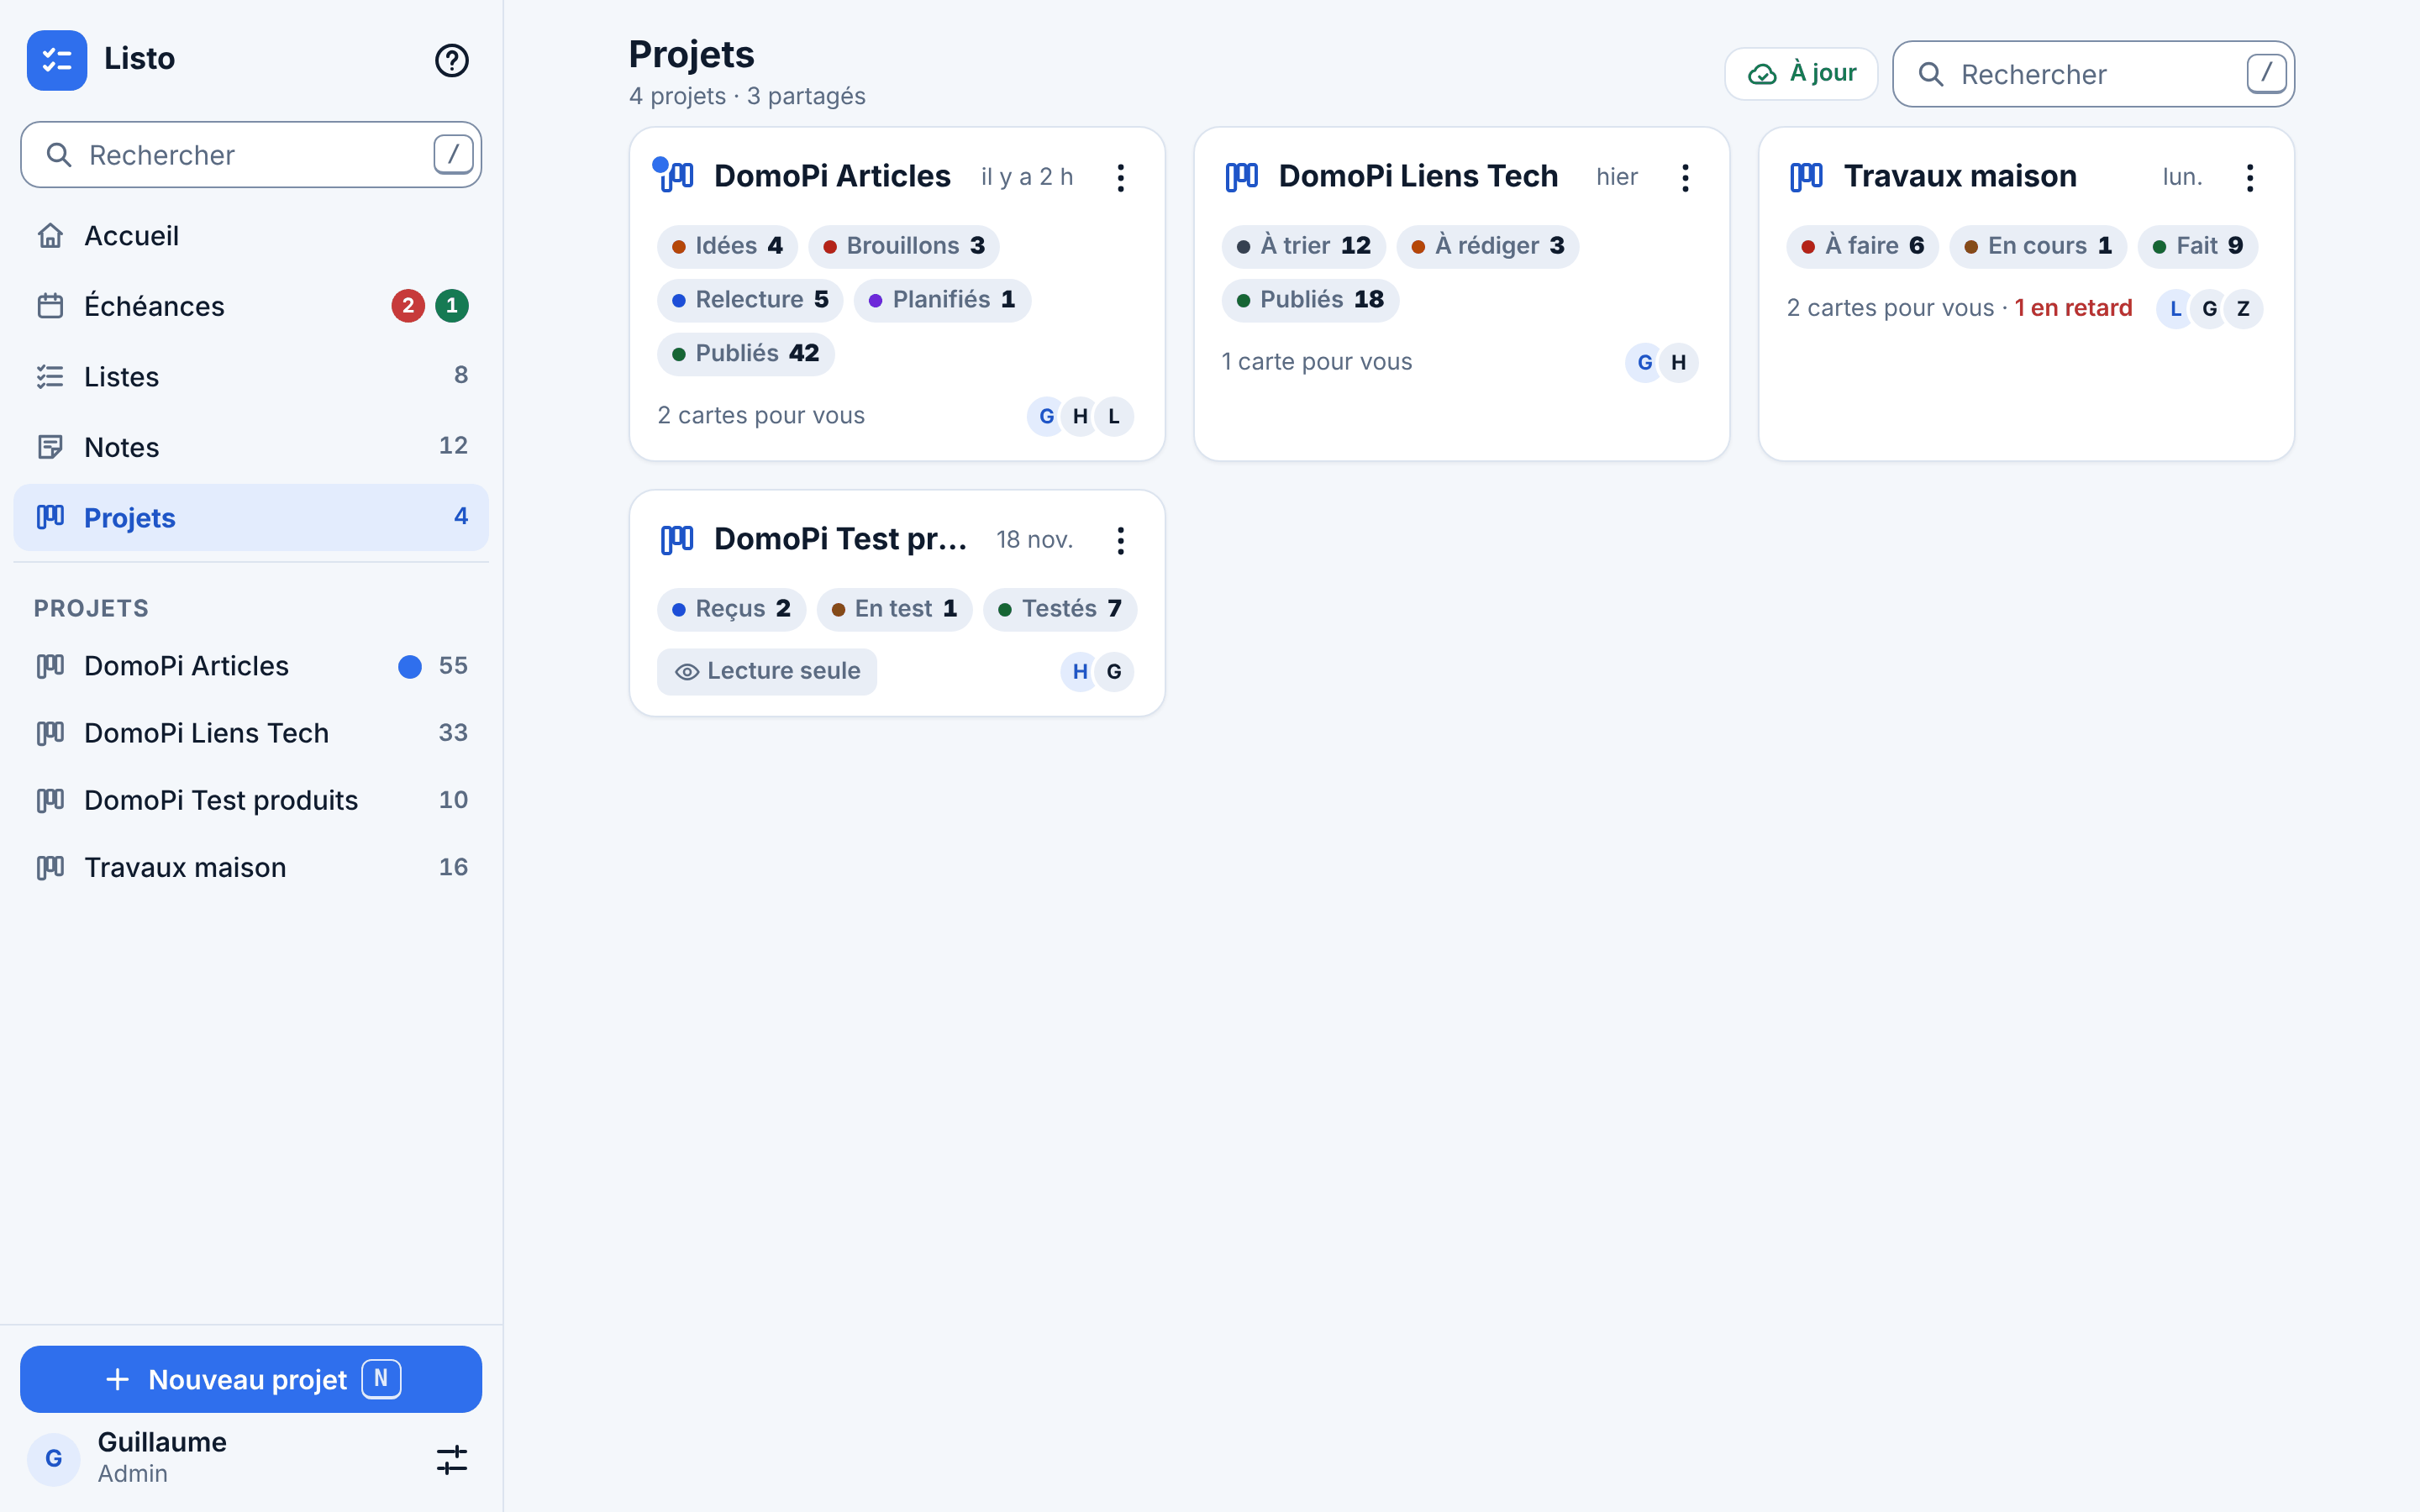 Listo
Rechercher /
Accueil
Échéances 2 1
Listes 8
Notes 12
Projets 4
PROJETS
DomoPi Articles 55
DomoPi Liens Tech 33
DomoPi Test produits 10
Travaux maison 16
Nouveau projet N
G
Guillaume
Admin
Projets
4 projets · 3 partagés
À jour
Rechercher /
DomoPi Articles il y a 2 h
Idées 4 Brouillons 3
Relecture 5 Planifiés 1
Publiés 42
2 cartes pour vous G H L
DomoPi Liens Tech hier
À trier 12 À rédiger 3
Publiés 18
1 carte pour vous G H
Travaux maison lun.
À faire 6 En cours 1 Fait 9
2 cartes pour vous · 1 en retard L G Z
DomoPi Test pr... 18 nov.
Reçus 2 En test 1 Testés 7
Lecture seule H G